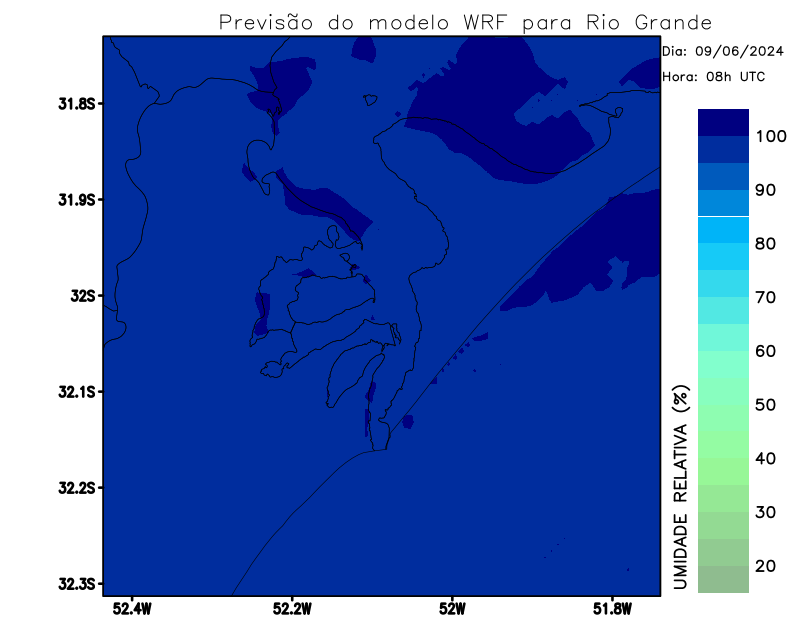 Previsão do modelo WRF para Rio Grande
Dia: 09/06/2024
Hora: 08h UTC
31.8S
31.9S
32S
32.1S
32.2S
32.3S
52.4W
52.2W
52W
51.8W
UMIDADE RELATIVA (%)
100
90
80
70
60
50
40
30
20